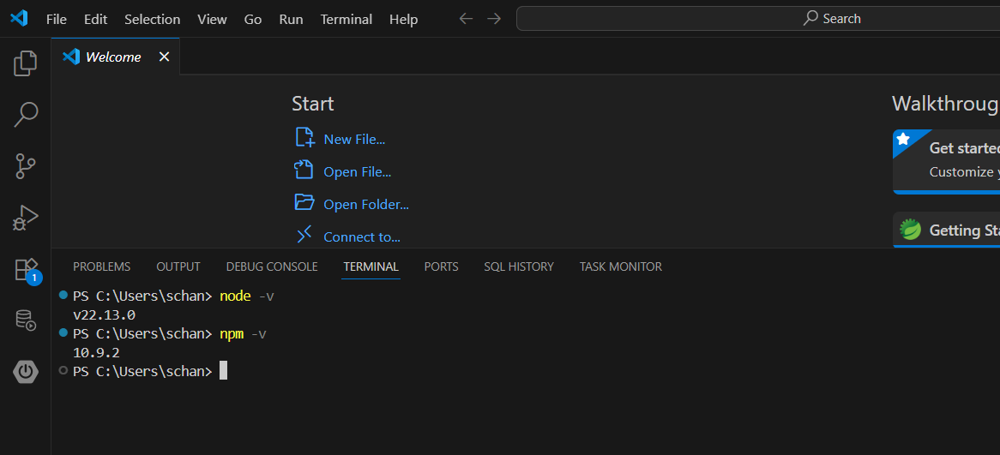 File Edit Selection View Go Run Terminal Help Search
Welcome
Start
New File...
Open File...
Open Folder...
Connect to...
Walkthroug
Get started
Customize y
Getting Sta
1
PROBLEMS OUTPUT DEBUG CONSOLE TERMINAL PORTS SQL HISTORY TASK MONITOR
PS C:\Users\schan> node -v
v22.13.0
PS C:\Users\schan> npm -v
10.9.2
PS C:\Users\schan>